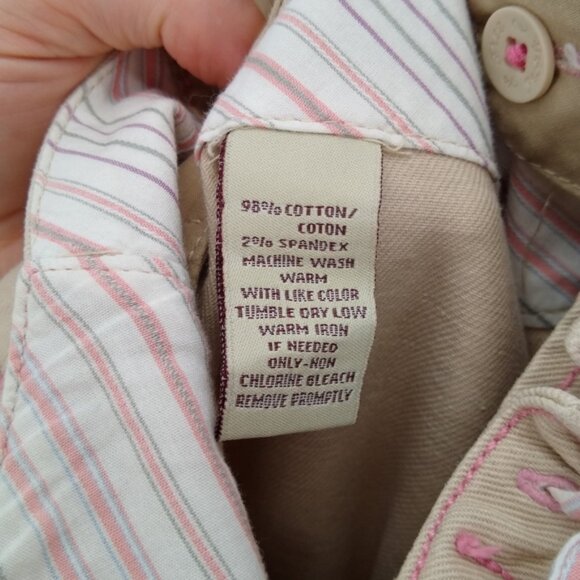 98% COTTON/
COTON
2% SPANDEX
MACHINE WASH
WARM
WITH LIKE COLOR
TUMBLE DRY LOW
WARM IRON
IF NEEDED
ONLY-NON
CHLORINE BLEACH
REMOVE PROMPTLY